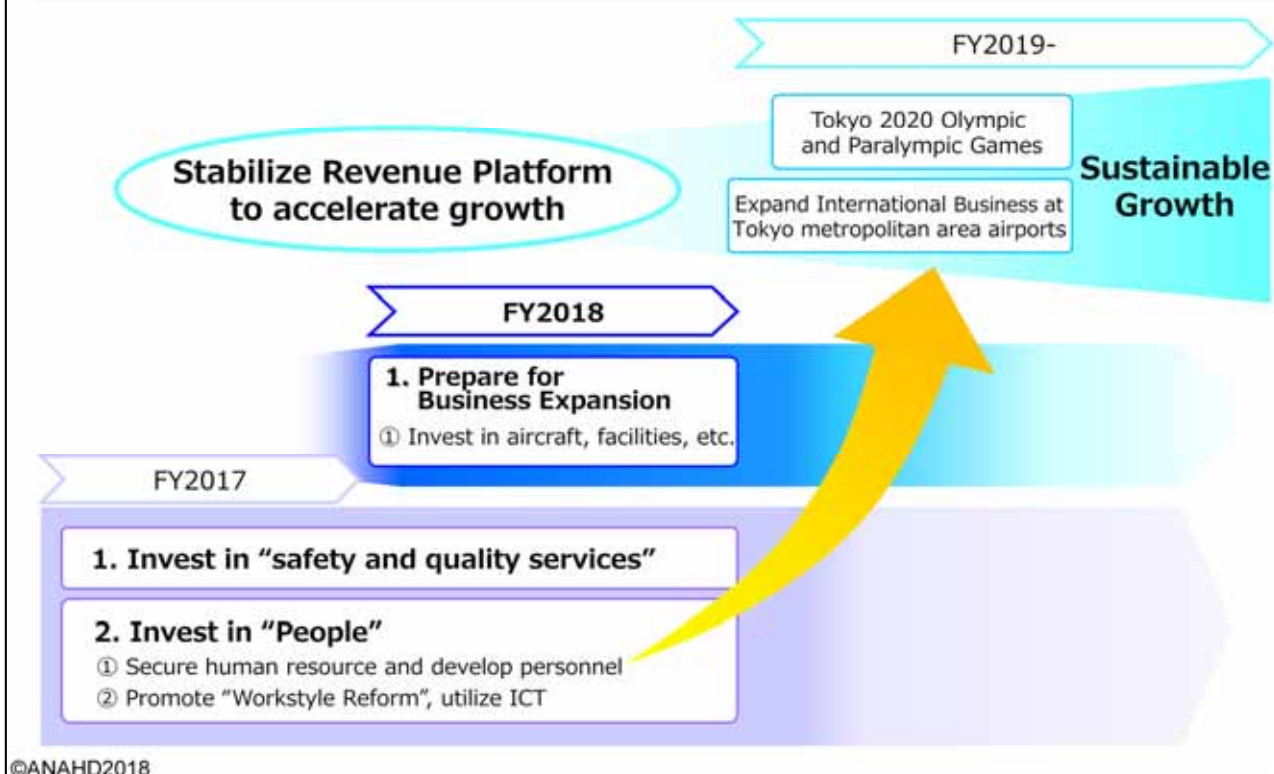 FY2019-
Tokyo 2020 Olympic
and Paralympic Games
Stabilize Revenue Platform
to accelerate growth
Sustainable
Growth
Expand International Business at
Tokyo metropolitan area airports
FY2018
1. Prepare for
Business Expansion
① Invest in aircraft, facilities, etc.
FY2017
1. Invest in “safety and quality services”
2. Invest in “People”
① Secure human resource and develop personnel
② Promote “Workstyle Reform”, utilize ICT
©ANAHD2018